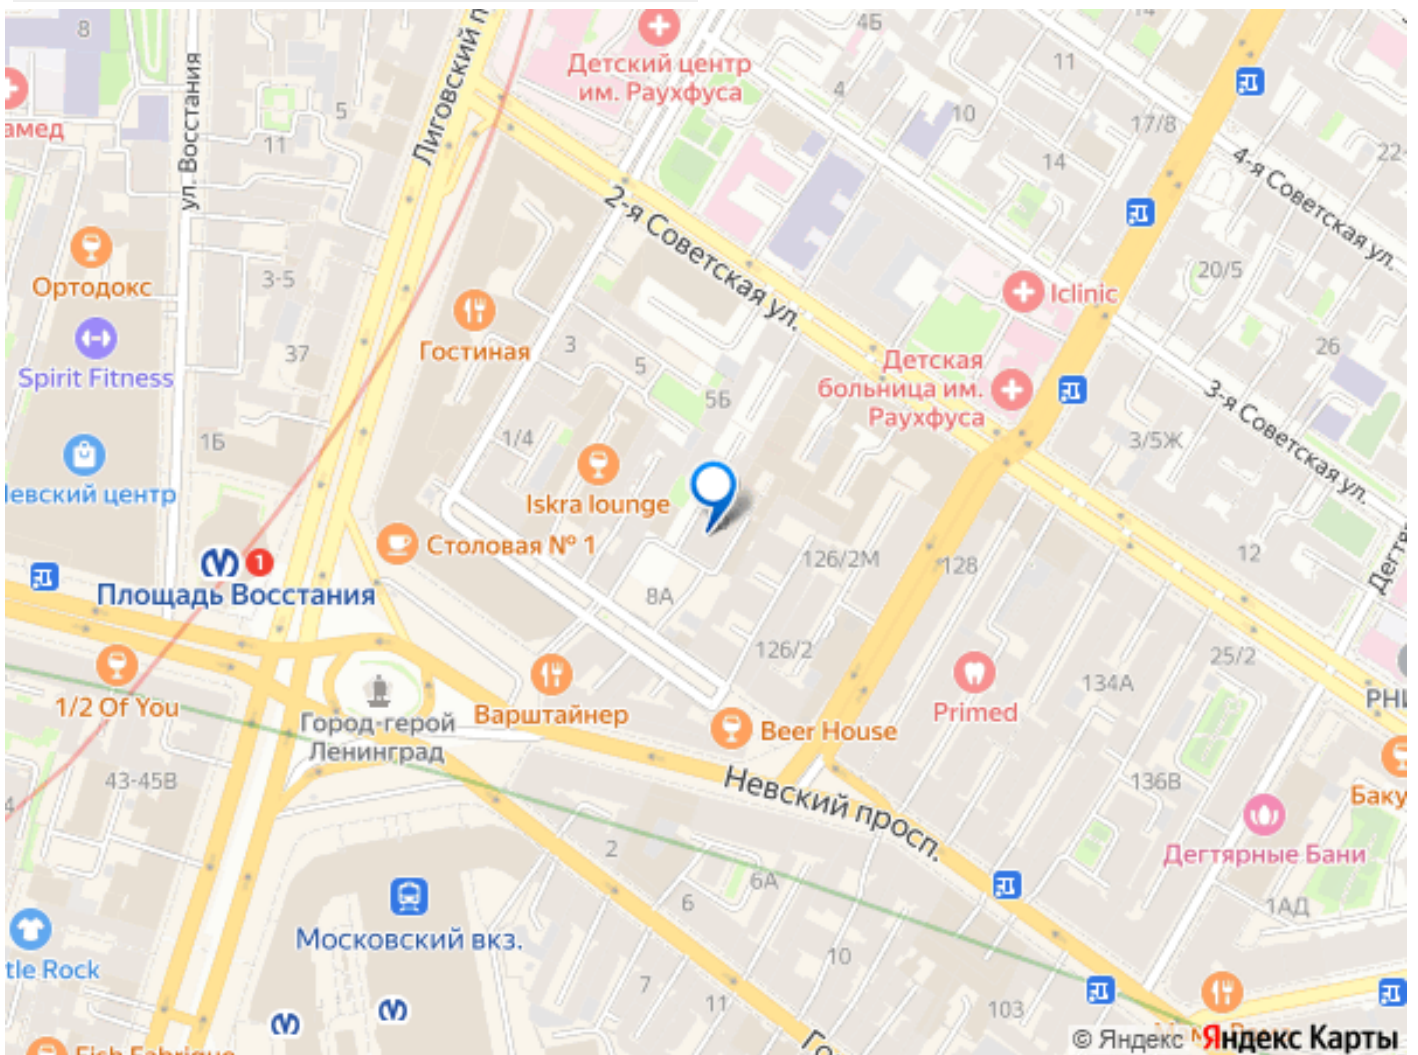 8
Лиговский п
4Б
Детский центр
им. Раухфуса
11
4
10
17/8
14
22-
4-я Советская ул.
амед
ул. Восстания
5
11
2-я Советская ул.
20/5
Ортодокс
3-5
Iclinic
Гостиная
3
5
5Б
37
Spirit Fitness
Детская
больница им.
Раухфуса
26
3-я Советская ул.
1Б
1/4
3/5Ж
Iskra lounge
Невский центр
Столовая № 1
1
Площадь Восстания
8А
126/2М
128
12
Дегтя
126/2
25/2
134А
1/2 Of You
Город-герой
Ленинград
Варштайнер
Beer House
Primed
43-45В
Невский просп.
136В
Баку
Дегтярные Бани
4
2
6А
6
1АД
Московский вкз.
tle Rock
10
7
11
103
Го
Fish Fabrique
© Яндекс Яндекс Карты